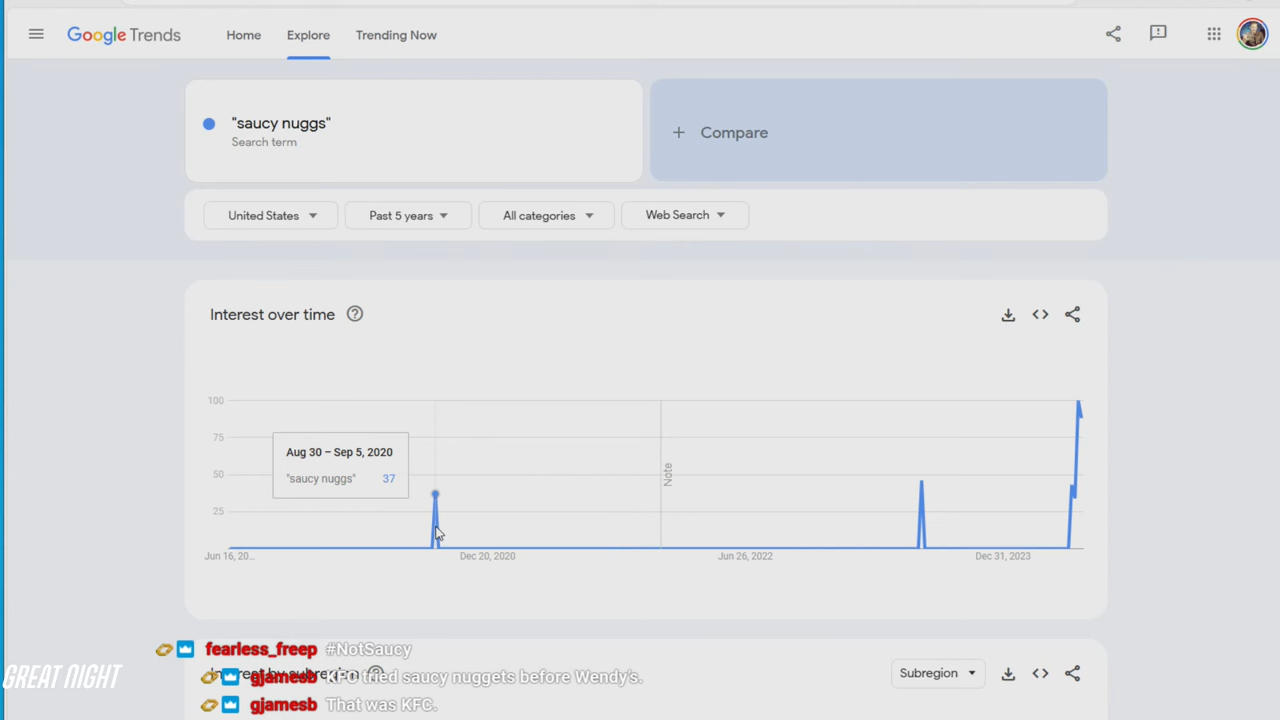 Google Trends
Home
Explore
Trending Now
"saucy nuggs"
Search term
+ Compare
United States
Past 5 years
All categories
Web Search
Interest over time
100
75
50
25
Aug 30 – Sep 5, 2020
"saucy nuggs" 37
Note
Jun 16, 20...
Dec 20, 2020
Jun 26, 2022
Dec 31, 2023
fearless_freep #NotSaucy
GREAT NIGHT
Interest by subregion
Subregion
gjamesb KFC tried saucy nuggets before Wendy's.
gjamesb That was KFC.